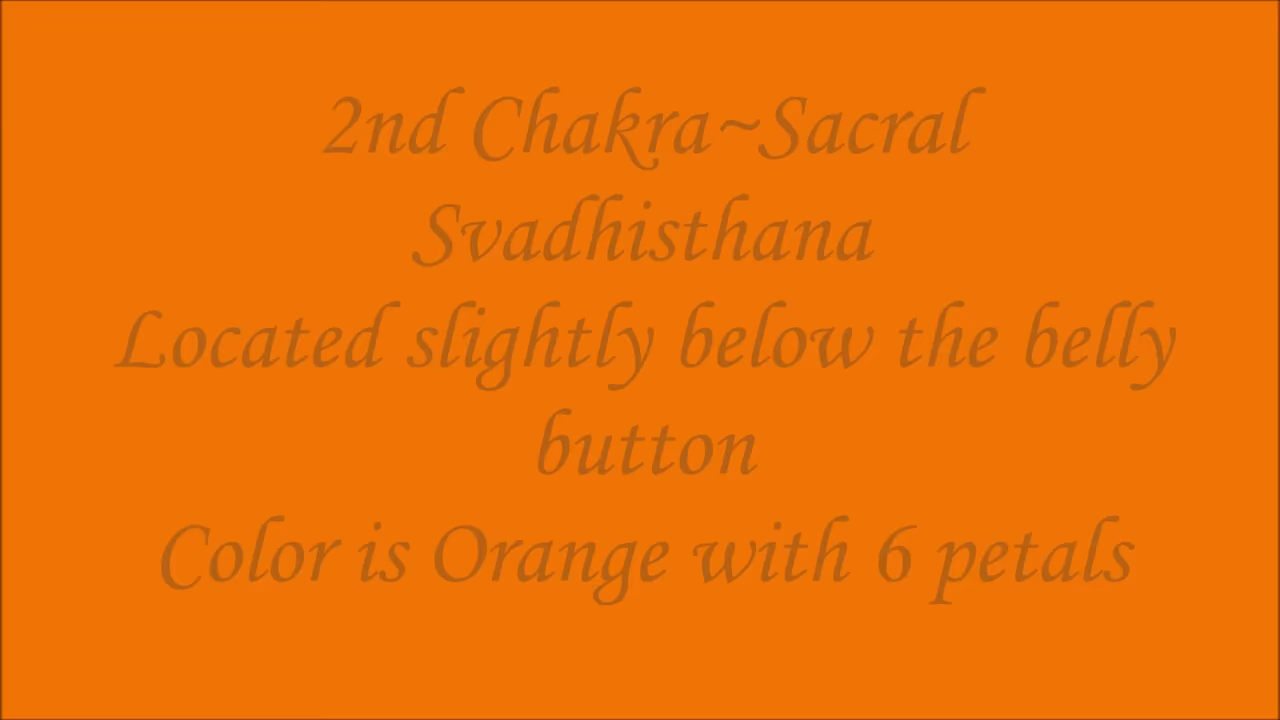 2nd Chakra~Sacral
Svadhisthana
Located slightly below the belly
button
Color is Orange with 6 petals